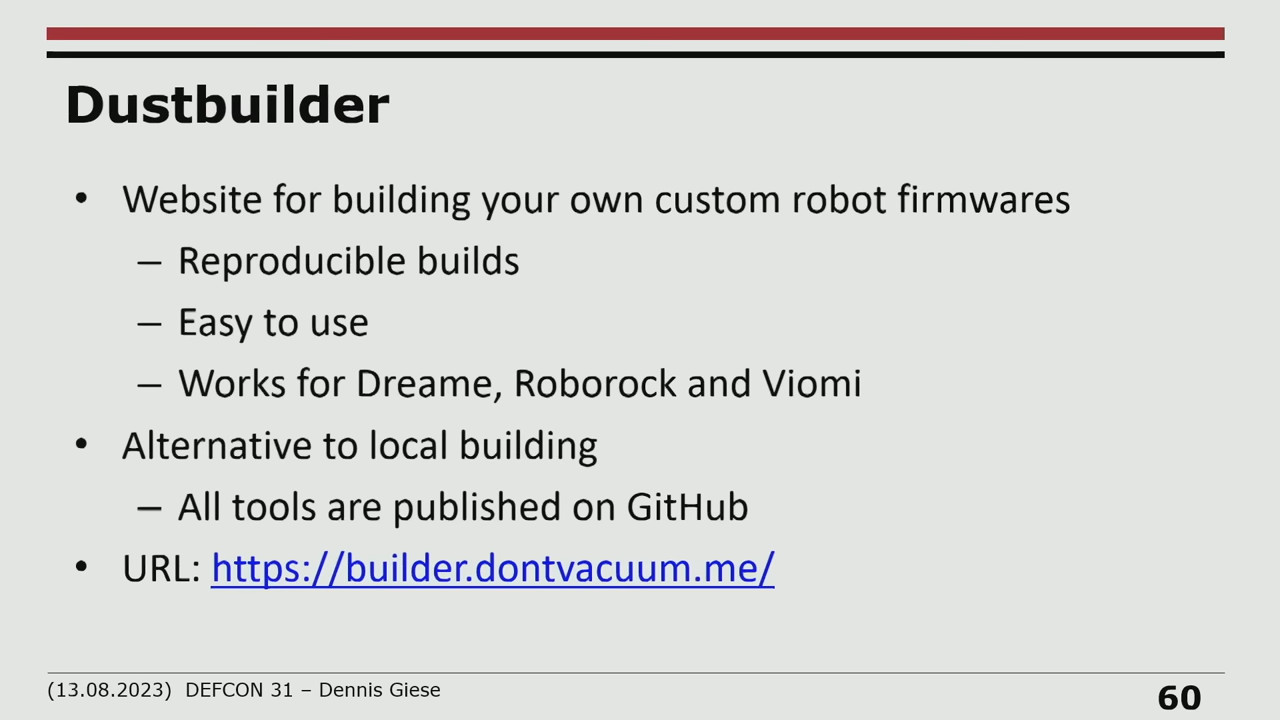 Dustbuilder
• Website for building your own custom robot firmwares
– Reproducible builds
– Easy to use
– Works for Dreame, Roborock and Viomi
• Alternative to local building
– All tools are published on GitHub
• URL: https://builder.dontvacuum.me/
(13.08.2023) DEFCON 31 – Dennis Giese
60